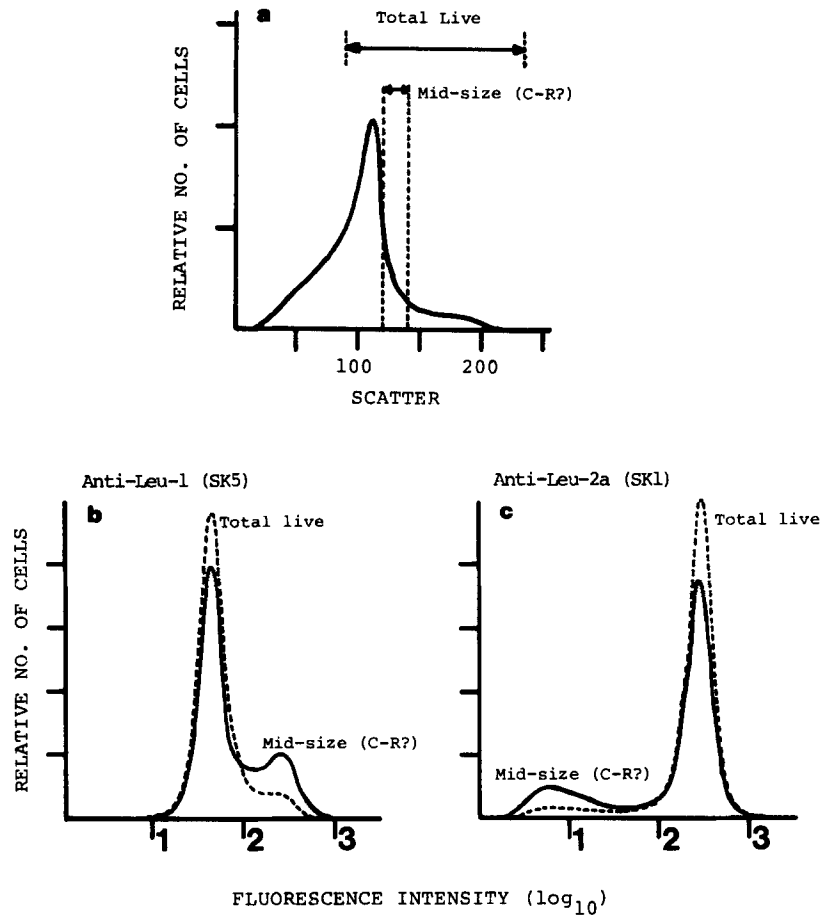 a
Total Live
Mid-size (C-R?)
RELATIVE NO. OF CELLS
100
200
SCATTER
Anti-Leu-1 (SK5)
b
Total live
Mid-size (C-R?)
RELATIVE NO. OF CELLS
1
2
3
Anti-Leu-2a (SK1)
c
Total live
Mid-size (C-R?)
1
2
3
FLUORESCENCE INTENSITY (log10)